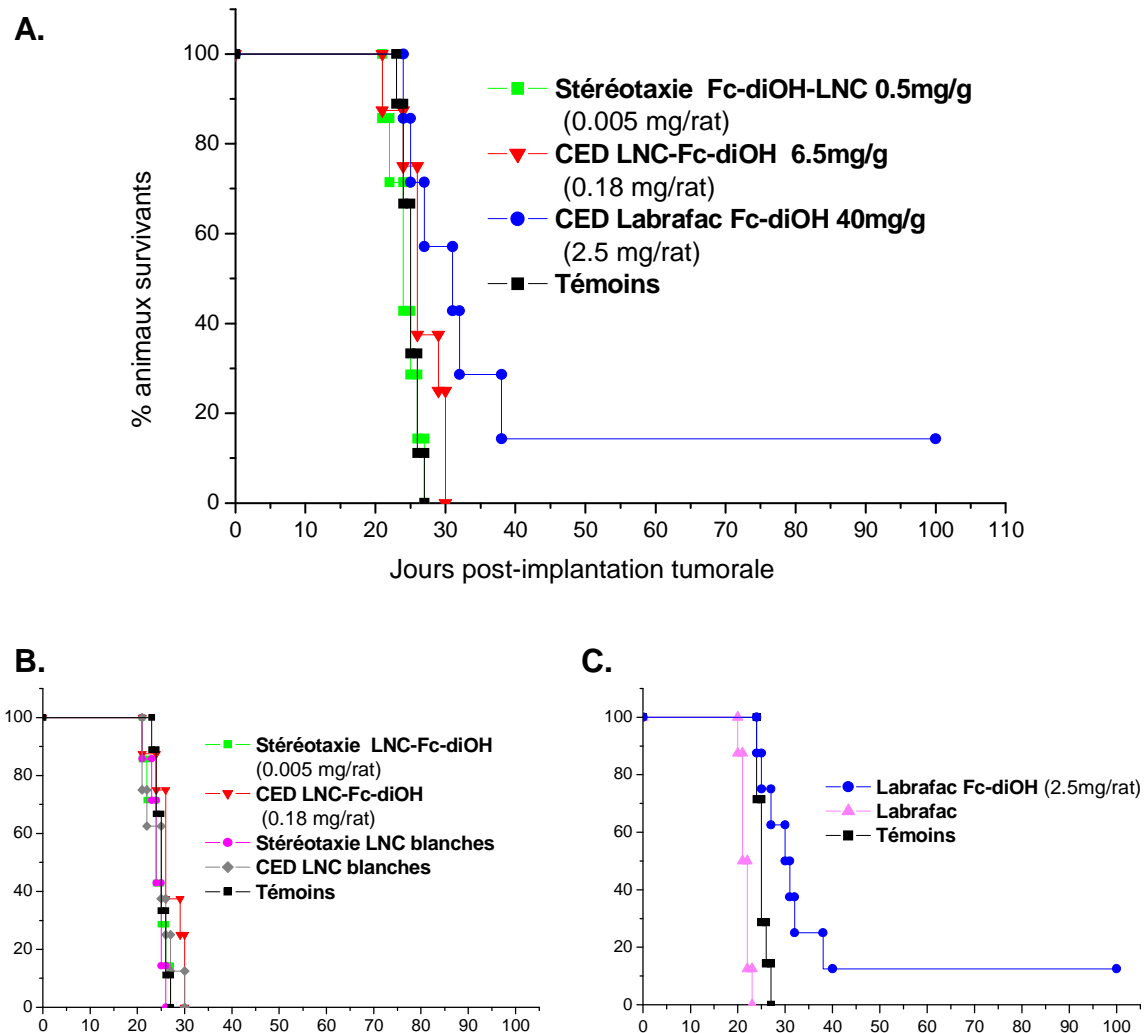 A.
100
80
60
40
20
0
% animaux survivants
Stéréotaxie Fc-diOH-LNC 0.5mg/g
(0.005 mg/rat)
CED LNC-Fc-diOH 6.5mg/g
(0.18 mg/rat)
CED Labrafac Fc-diOH 40mg/g
(2.5 mg/rat)
Témoins
0 10 20 30 40 50 60 70 80 90 100 110
Jours post-implantation tumorale
B.
100
80
60
40
20
0
Stéréotaxie LNC-Fc-diOH
(0.005 mg/rat)
CED LNC-Fc-diOH
(0.18 mg/rat)
Stéréotaxie LNC blanches
CED LNC blanches
Témoins
0 10 20 30 40 50 60 70 80 90 100
C.
100
80
60
40
20
0
Labrafac Fc-diOH (2.5mg/rat)
Labrafac
Témoins
0 10 20 30 40 50 60 70 80 90 100